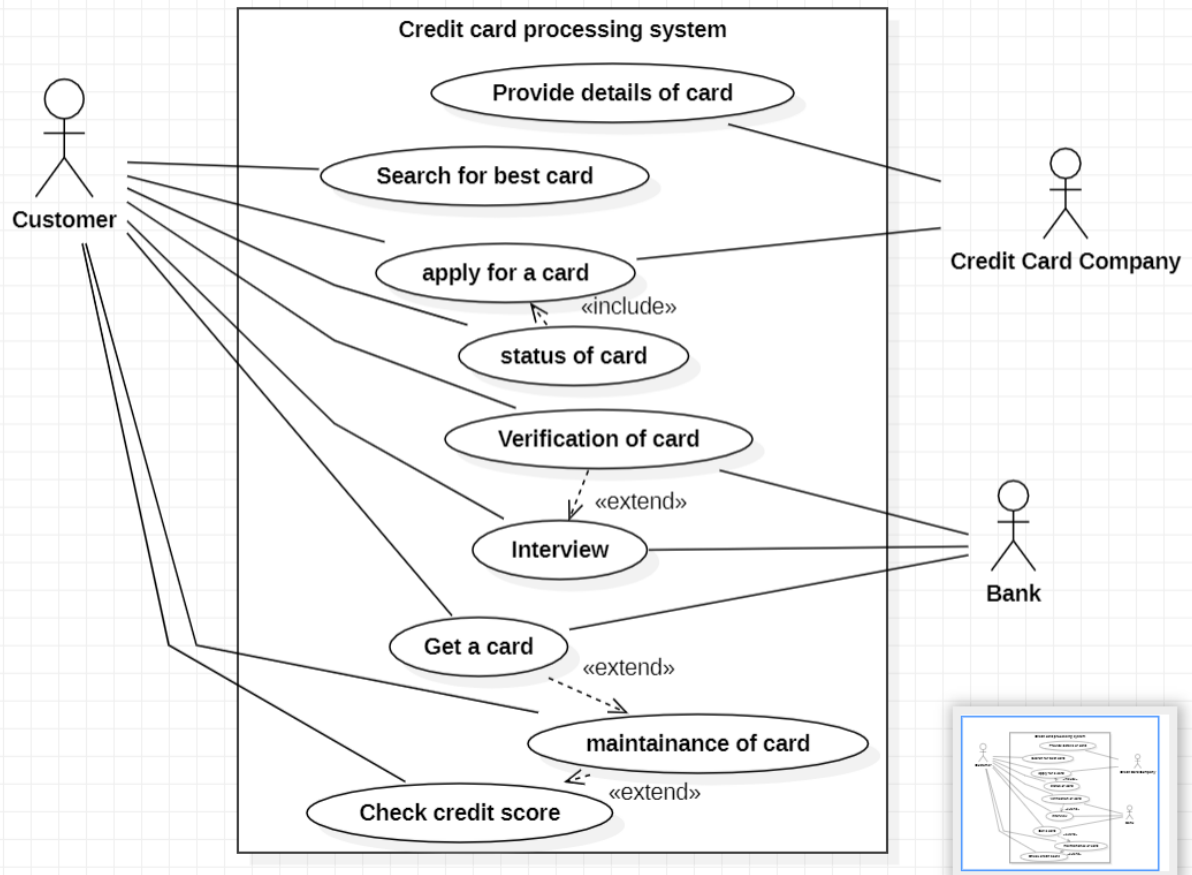 Credit card processing system
Provide details of card
Search for best card
Customer
apply for a card
Credit Card Company
«include»
status of card
Verification of card
«extend»
Interview
Bank
Get a card
«extend»
maintainance of card
«extend»
Check credit score